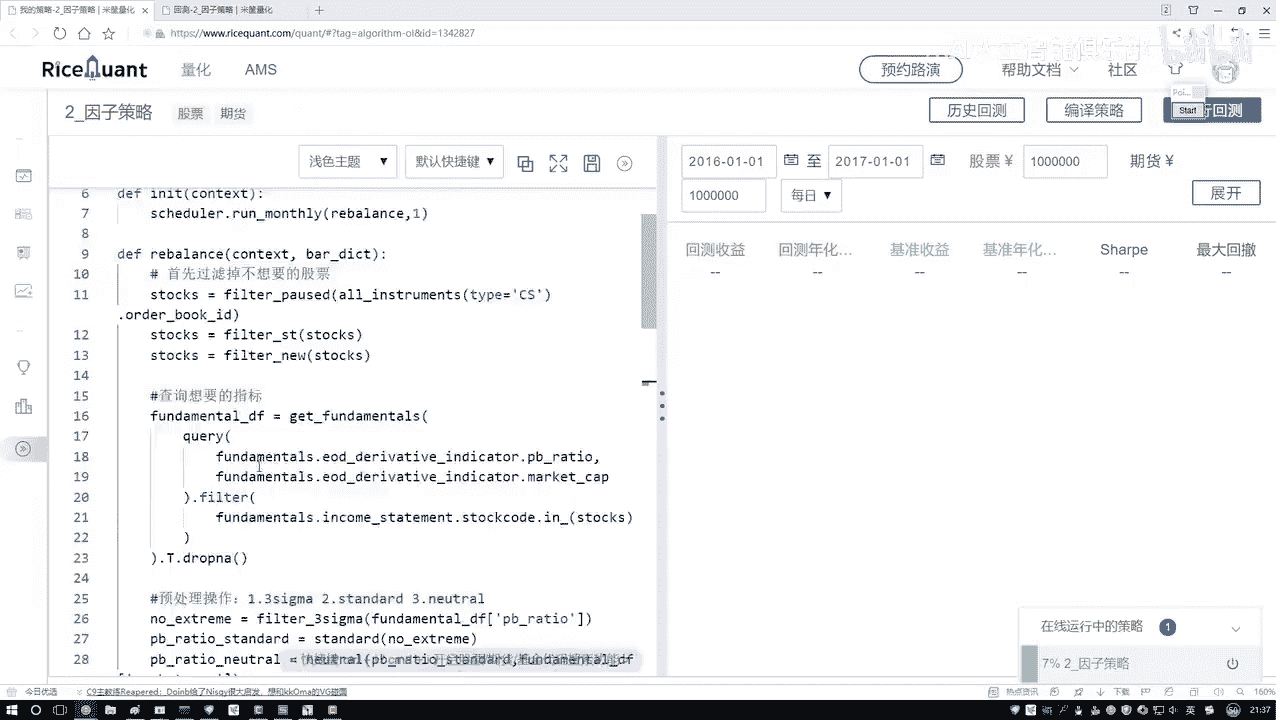 我的策略-2_因子策略 | 米筐量化
回测-2_因子策略 | 米筐量化
https://www.ricequant.com/quant/#?tag=algorithm-ol&id=1342827
RiceQuant 量化 AMS 预约路演 帮助文档 社区
2_因子策略 股票 期货 历史回测 编译策略 行回测
Start
浅色主题 默认快捷键
2016-01-01 至 2017-01-01 股票 ¥ 1000000 期货 ¥
1000000 每日 展开
回测收益 回测年化... 基准收益 基准年化... Sharpe 最大回撤
-- -- -- -- -- --
6 def init(context):
7 scheduler.run_monthly(rebalance,1)
8
9 def rebalance(context, bar_dict):
10 # 首先过滤掉不想要的股票
11 stocks = filter_paused(all_instruments(type='CS')
.order_book_id)
12 stocks = filter_st(stocks)
13 stocks = filter_new(stocks)
14
15 #查询想要的指标
16 fundamental_df = get_fundamentals(
17 query(
18 fundamentals.eod_derivative_indicator.pb_ratio,
19 fundamentals.eod_derivative_indicator.market_cap
20 ).filter(
21 fundamentals.income_statement.stockcode.in_(stocks)
22 )
23 ).T.dropna()
24
25 #预处理操作: 1.3sigma 2.standard 3.neutral
26 no_extreme = filter_3sigma(fundamental_df['pb_ratio'])
27 pb_ratio_standard = standard(no_extreme)
28 pb_ratio_neutral = neutral(pb_ratio_standard,fundamental_df
在线运行中的策略 1
7% 2_因子策略
今日优选 C9主教练Reapered：Doinb给了Nisqy很大启发，想和kkOma的VG碰面
热点资讯 下载 160%
英 21:37